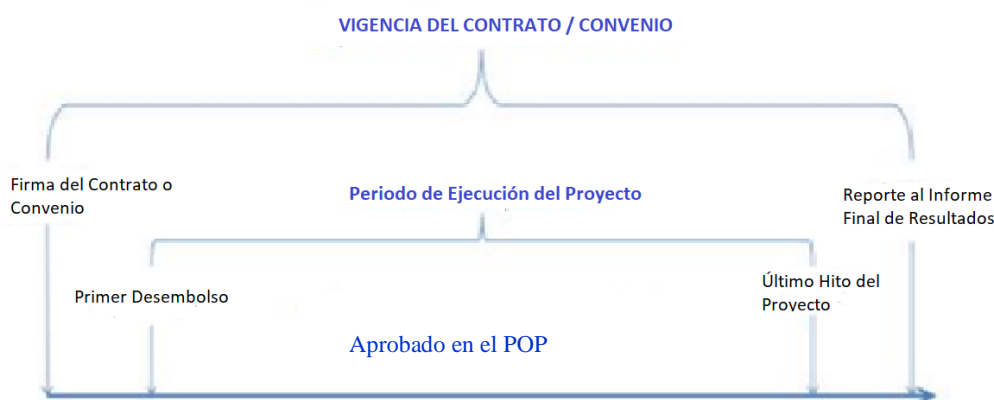 VIGENCIA DEL CONTRATO / CONVENIO
Firma del Contrato o
Convenio
Periodo de Ejecución del Proyecto
Reporte al Informe
Final de Resultados
Primer Desembolso
Último Hito del
Proyecto
Aprobado en el POP